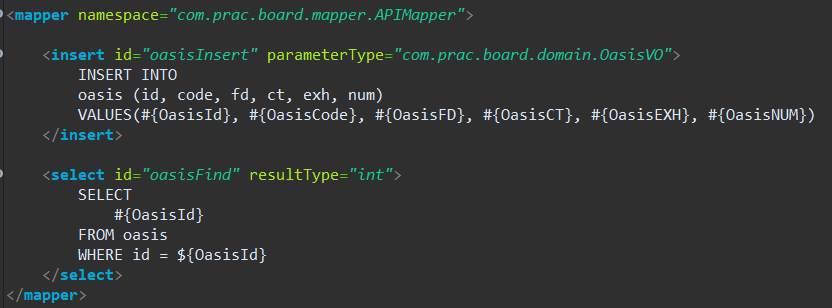 <mapper namespace="com.prac.board.mapper.APIMapper">
<insert id="oasisInsert" parameterType="com.prac.board.domain.OasisVO">
INSERT INTO
oasis (id, code, fd, ct, exh, num)
VALUES(#{OasisId}, #{OasisCode}, #{OasisFD}, #{OasisCT}, #{OasisEXH}, #{OasisNUM})
</insert>
<select id="oasisFind" resultType="int">
SELECT
#{OasisId}
FROM oasis
WHERE id = ${OasisId}
</select>
</mapper>